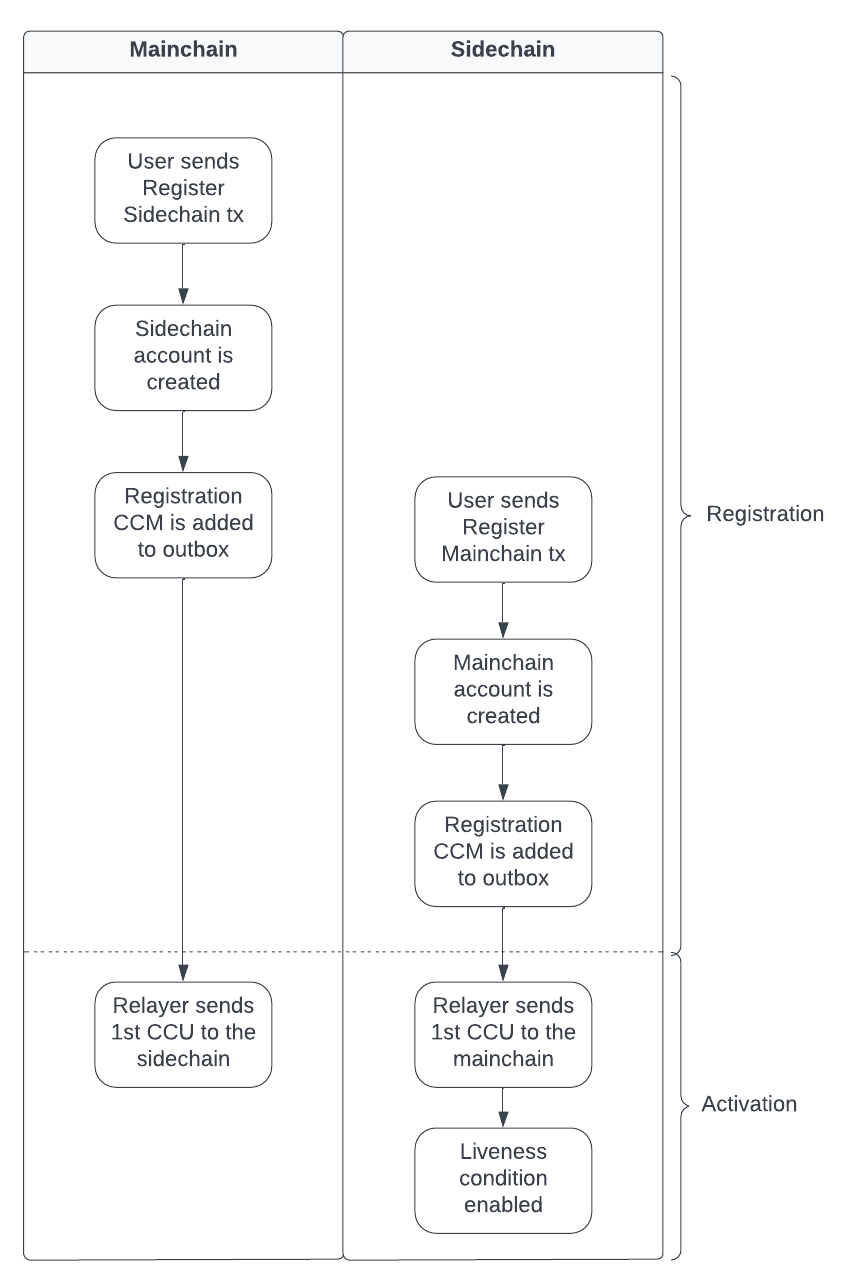 Mainchain
Sidechain
User sends
Register
Sidechain tx
Sidechain
account is
created
Registration
CCM is added
to outbox
User sends
Register
Mainchain tx
Registration
Mainchain
account is
created
Registration
CCM is added
to outbox
Relayer sends
1st CCU to the
sidechain
Relayer sends
1st CCU to the
mainchain
Activation
Liveness
condition
enabled